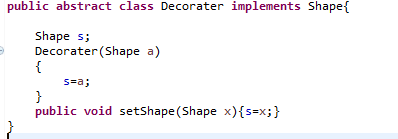 public abstract class Decorater implements Shape{
Shape s;
Decorater(Shape a)
{
s=a;
}
public void setShape(Shape x){s=x;}
}